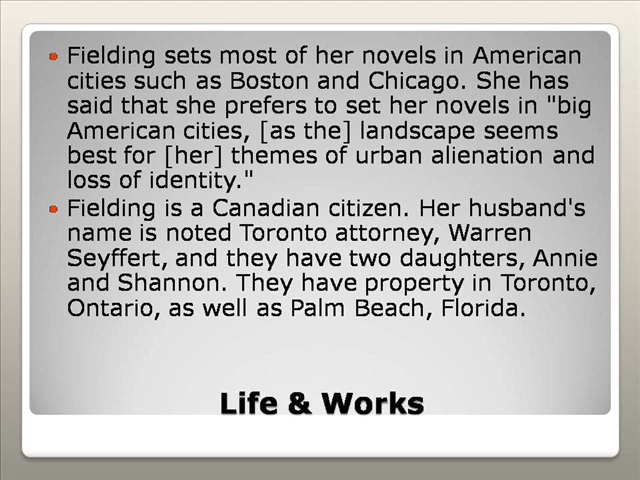 Fielding sets most of her novels in American
cities such as Boston and Chicago. She has
said that she prefers to set her novels in "big
American cities, [as the] landscape seems
best for [her] themes of urban alienation and
loss of identity."
Fielding is a Canadian citizen. Her husband's
name is noted Toronto attorney, Warren
Seyffert, and they have two daughters, Annie
and Shannon. They have property in Toronto,
Ontario, as well as Palm Beach, Florida.
Life & Works